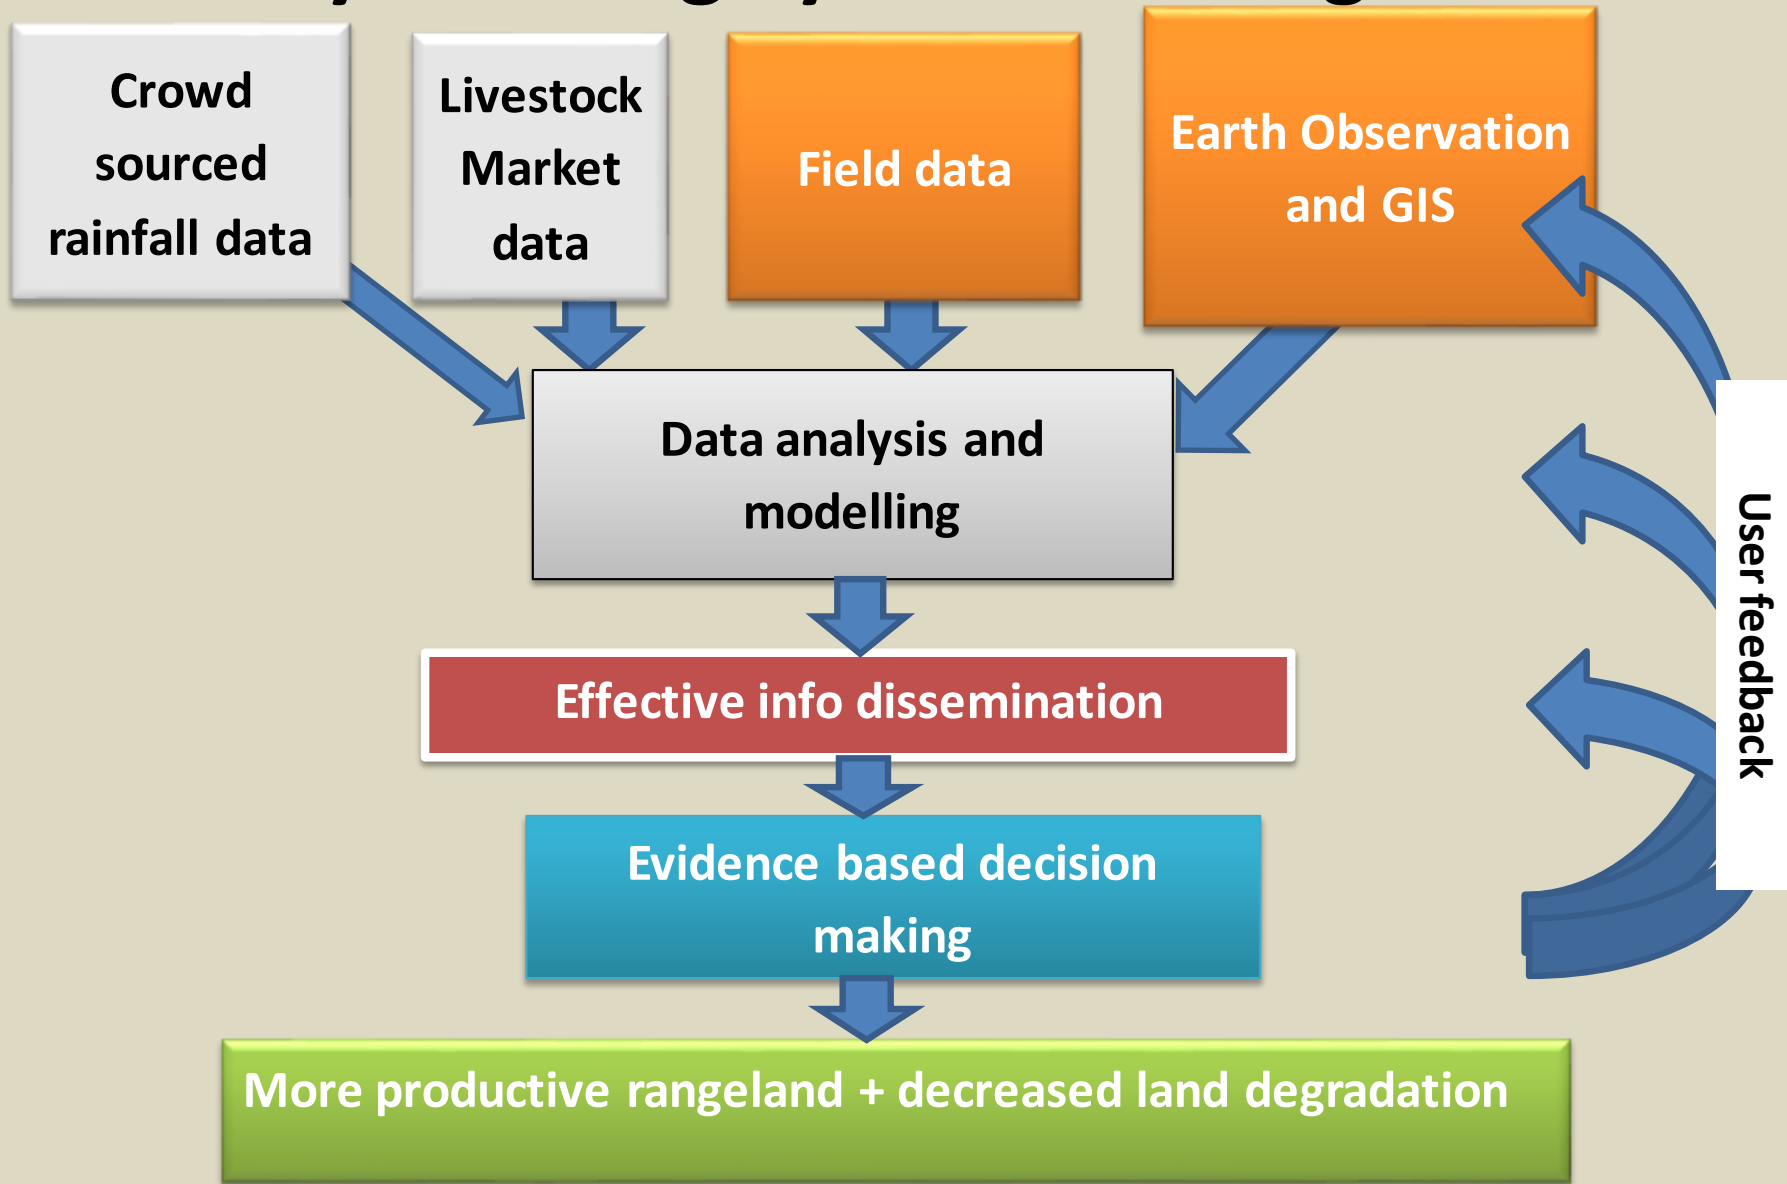 Crowd
sourced
rainfall data
Livestock
Market
data
Field data
Earth Observation
and GIS
Data analysis and
modelling
User feedback
Effective info dissemination
Evidence based decision
making
More productive rangeland + decreased land degradation